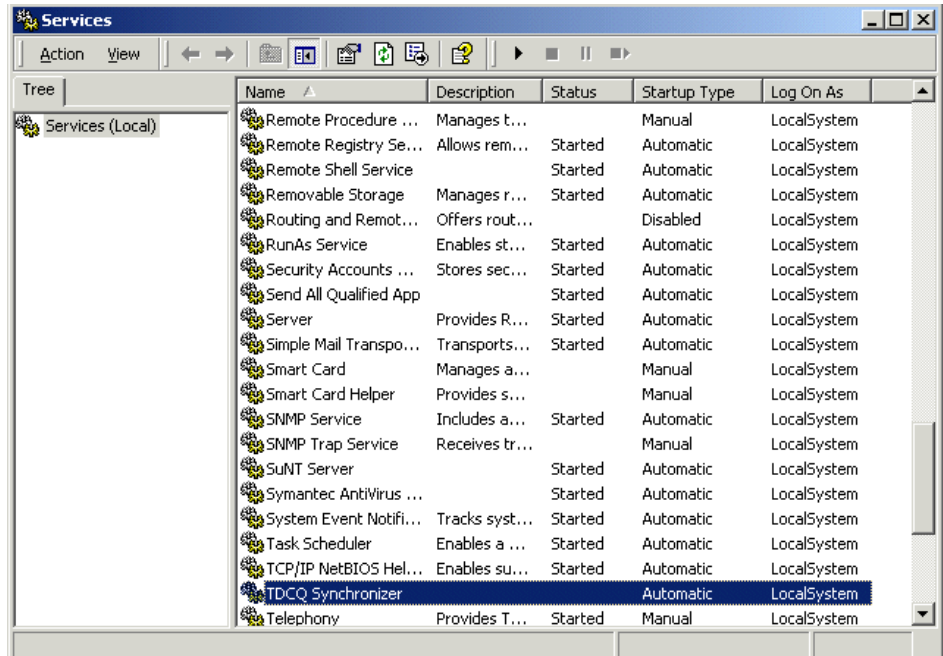 Services
Action View
Tree
Services (Local)
Name Description Status Startup Type Log On As
Remote Procedure ... Manages t... Manual LocalSystem
Remote Registry Se... Allows rem... Started Automatic LocalSystem
Remote Shell Service Started Automatic LocalSystem
Removable Storage Manages r... Started Automatic LocalSystem
Routing and Remot... Offers rout... Disabled LocalSystem
RunAs Service Enables st... Started Automatic LocalSystem
Security Accounts ... Stores sec... Started Automatic LocalSystem
Send All Qualified App Started Automatic LocalSystem
Server Provides R... Started Automatic LocalSystem
Simple Mail Transpo... Transports... Started Automatic LocalSystem
Smart Card Manages a... Manual LocalSystem
Smart Card Helper Provides s... Manual LocalSystem
SNMP Service Includes a... Started Automatic LocalSystem
SNMP Trap Service Receives tr... Manual LocalSystem
SuNT Server Started Automatic LocalSystem
Symantec AntiVirus ... Started Automatic LocalSystem
System Event Notifi... Tracks syst... Started Automatic LocalSystem
Task Scheduler Enables a ... Started Automatic LocalSystem
TCP/IP NetBIOS Hel... Enables su... Started Automatic LocalSystem
TDCQ Synchronizer Automatic LocalSystem
Telephony Provides T... Started Manual LocalSystem